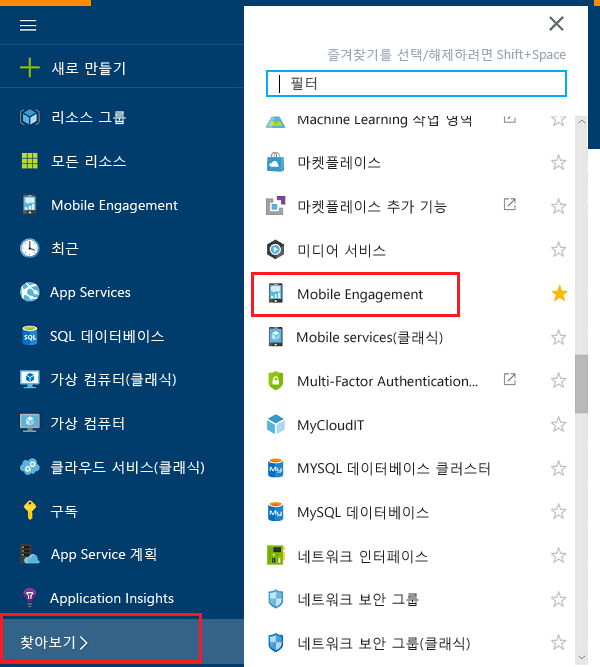 새로 만들기
리소스 그룹
모든 리소스
Mobile Engagement
최근
App Services
SQL 데이터베이스
가상 컴퓨터(클래식)
가상 컴퓨터
클라우드 서비스(클래식)
구독
App Service 계획
Application Insights
찾아보기
즐겨찾기를 선택/해제하려면 Shift+Space
필터
Machine Learning 작업 영역
마켓플레이스
마켓플레이스 추가 기능
미디어 서비스
Mobile Engagement
Mobile services(클래식)
Multi-Factor Authentication...
MyCloudIT
MYSQL 데이터베이스 클러스터
MySQL 데이터베이스
네트워크 인터페이스
네트워크 보안 그룹
네트워크 보안 그룹(클래식)